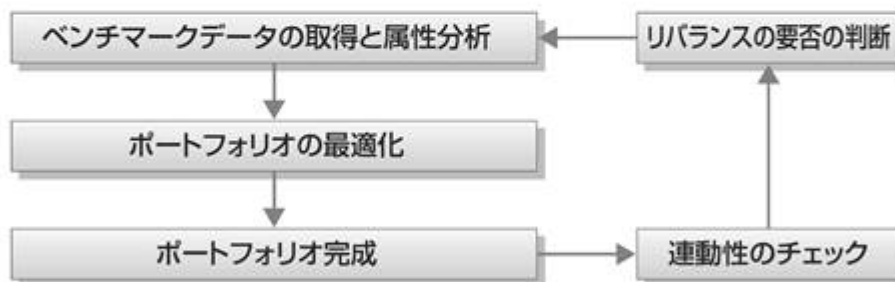 ベンチマークデータの取得と属性分析
リバランスの要否の判断
ポートフォリオの最適化
ポートフォリオ完成
連動性のチェック